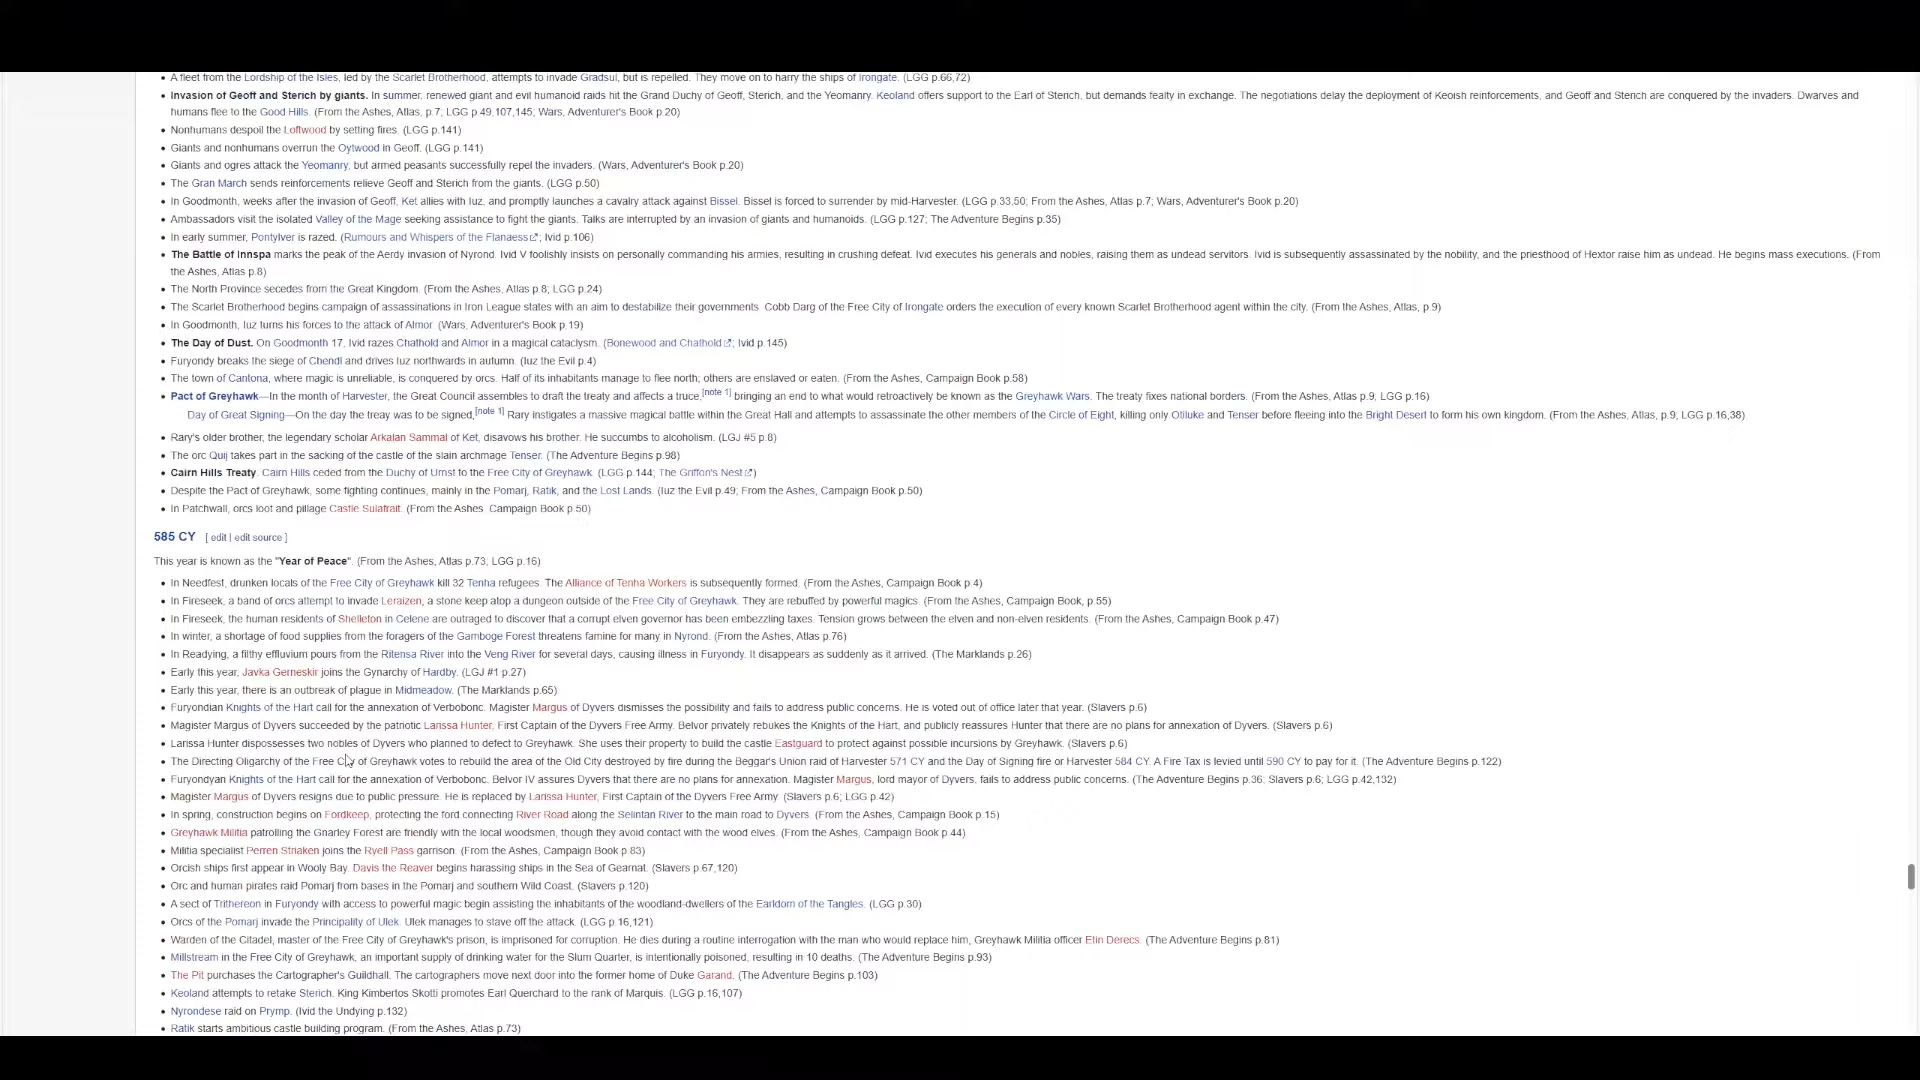 A fleet from the Lordship of the Isles, led by the Scarlet Brotherhood, attempts to invade Gradsul, but is repelled. They move on to harry the ships of Irongate. (LGG p.66,72)
Invasion of Geoff and Sterich by giants. In summer, renewed giant and evil humanoid raids hit the Grand Duchy of Geoff, Sterich, and the Yeomanry. Keoland offers support to the Earl of Sterich, but demands fealty in exchange. The negotiations delay the deployment of Keoish reinforcements, and Geoff and Sterich are conquered by the invaders. Dwarves and
humans flee to the Good Hills. (From the Ashes, Atlas, p.7; LGG p.49,107,145; Wars, Adventurer's Book p.20)
Nonhumans despoil the Loftwood by setting fires. (LGG p.141)
Giants and nonhumans overrun the Oytwood in Geoff. (LGG p.141)
Giants and ogres attack the Yeomanry, but armed peasants successfully repel the invaders. (Wars, Adventurer's Book p.20)
The Gran March sends reinforcements relieve Geoff and Sterich from the giants. (LGG p.50)
In Goodmonth, weeks after the invasion of Geoff, Ket allies with Iuz, and promptly launches a cavalry attack against Bissel. Bissel is forced to surrender by mid-Harvester. (LGG p.33,50; From the Ashes, Atlas p.7; Wars, Adventurer's Book p.20)
Ambassadors visit the isolated Valley of the Mage seeking assistance to fight the giants. Talks are interrupted by an invasion of giants and humanoids. (LGG p.127; The Adventure Begins p.35)
In early summer, Pontylver is razed. (Rumours and Whispers of the Flanaess; Ivid p.106)
The Battle of Innspa marks the peak of the Aerdy invasion of Nyrond. Ivid V foolishly insists on personally commanding his armies, resulting in crushing defeat. Ivid executes his generals and nobles, raising them as undead servitors. Ivid is subsequently assassinated by the nobility, and the priesthood of Hextor raise him as undead. He begins mass executions. (From
the Ashes, Atlas p.8)
The North Province secedes from the Great Kingdom. (From the Ashes, Atlas p.8; LGG p.24)
The Scarlet Brotherhood begins campaign of assassinations in Iron League states with an aim to destabilize their governments. Cobb Darg of the Free City of Irongate orders the execution of every known Scarlet Brotherhood agent within the city. (From the Ashes, Atlas, p.9)
In Goodmonth, Iuz turns his forces to the attack of Almor. (Wars, Adventurer's Book p.19)
The Day of Dust. On Goodmonth 17, Ivid razes Chathold and Almor in a magical cataclysm. (Bonewood and Chathold; Ivid p.145)
Furyondy breaks the siege of Chendl and drives Iuz northwards in autumn. (Iuz the Evil p.4)
The town of Cantona, where magic is unreliable, is conquered by orcs. Half of its inhabitants manage to flee north; others are enslaved or eaten. (From the Ashes, Campaign Book p.58)
Pact of Greyhawk—In the month of Harvester, the Great Council assembles to draft the treaty and affects a truce,[note 1] bringing an end to what would retroactively be known as the Greyhawk Wars. The treaty fixes national borders. (From the Ashes, Atlas p.9; LGG p.16)
Day of Great Signing—On the day the treay was to be signed,[note 1] Rary instigates a massive magical battle within the Great Hall and attempts to assassinate the other members of the Circle of Eight, killing only Otiluke and Tenser before fleeing into the Bright Desert to form his own kingdom. (From the Ashes, Atlas, p.9; LGG p.16,38)
Rary's older brother, the legendary scholar Arkalan Sammal of Ket, disavows his brother. He succumbs to alcoholism. (LGJ #5 p.8)
The orc Quij takes part in the sacking of the castle of the slain archmage Tenser. (The Adventure Begins p.98)
Cairn Hills Treaty. Cairn Hills ceded from the Duchy of Urnst to the Free City of Greyhawk. (LGG p.144; The Griffon's Nest)
Despite the Pact of Greyhawk, some fighting continues, mainly in the Pomarj, Ratik, and the Lost Lands. (Iuz the Evil p.49; From the Ashes, Campaign Book p.50)
In Patchwall, orcs loot and pillage Castle Sulafrait. (From the Ashes Campaign Book p.50)
585 CY [ edit | edit source ]
This year is known as the "Year of Peace". (From the Ashes, Atlas p.73; LGG p.16)
In Needfest, drunken locals of the Free City of Greyhawk kill 32 Tenha refugees. The Alliance of Tenha Workers is subsequently formed. (From the Ashes, Campaign Book p.4)
In Fireseek, a band of orcs attempt to invade Leraizen, a stone keep atop a dungeon outside of the Free City of Greyhawk. They are rebuffed by powerful magics. (From the Ashes, Campaign Book, p.55)
In Fireseek, the human residents of Shelleton in Celene are outraged to discover that a corrupt elven governor has been embezzling taxes. Tension grows between the elven and non-elven residents. (From the Ashes, Campaign Book p.47)
In winter, a shortage of food supplies from the foragers of the Gamboge Forest threatens famine for many in Nyrond. (From the Ashes, Atlas p.76)
In Readying, a filthy effluvium pours from the Ritensa River into the Veng River for several days, causing illness in Furyondy. It disappears as suddenly as it arrived. (The Marklands p.26)
Early this year, Javka Gerneskir joins the Gynarchy of Hardby. (LGJ #1 p.27)
Early this year, there is an outbreak of plague in Midmeadow. (The Marklands p.65)
Furyondian Knights of the Hart call for the annexation of Verbobonc. Magister Margus of Dyvers dismisses the possibility and fails to address public concerns. He is voted out of office later that year. (Slavers p.6)
Magister Margus of Dyvers succeeded by the patriotic Larissa Hunter, First Captain of the Dyvers Free Army. Belvor privately rebukes the Knights of the Hart, and publicly reassures Hunter that there are no plans for annexation of Dyvers. (Slavers p.6)
Larissa Hunter dispossesses two nobles of Dyvers who planned to defect to Greyhawk. She uses their property to build the castle Eastguard to protect against possible incursions by Greyhawk. (Slavers p.6)
The Directing Oligarchy of the Free City of Greyhawk votes to rebuild the area of the Old City destroyed by fire during the Beggar's Union raid of Harvester 571 CY and the Day of Signing fire or Harvester 584 CY. A Fire Tax is levied until 590 CY to pay for it. (The Adventure Begins p.122)
Furyondyan Knights of the Hart call for the annexation of Verbobonc. Belvor IV assures Dyvers that there are no plans for annexation. Magister Margus, lord mayor of Dyvers, fails to address public concerns. (The Adventure Begins p.36; Slavers p.6; LGG p.42,132)
Magister Margus of Dyvers resigns due to public pressure. He is replaced by Larissa Hunter, First Captain of the Dyvers Free Army. (Slavers p.6; LGG p.42)
In spring, construction begins on Fordkeep, protecting the ford connecting River Road along the Selintan River to the main road to Dyvers. (From the Ashes, Campaign Book p.15)
Greyhawk Militia patrolling the Gnarley Forest are friendly with the local woodsmen, though they avoid contact with the wood elves. (From the Ashes, Campaign Book p.44)
Militia specialist Perren Striaken joins the Ryell Pass garrison. (From the Ashes, Campaign Book p.83)
Orcish ships first appear in Wooly Bay. Davis the Reaver begins harassing ships in the Sea of Gearnat. (Slavers p.67,120)
Orc and human pirates raid Pomarj from bases in the Pomarj and southern Wild Coast. (Slavers p.120)
A sect of Trithereon in Furyondy with access to powerful magic begin assisting the inhabitants of the woodland-dwellers of the Earldom of the Tangles. (LGG p.30)
Orcs of the Pomarj invade the Principality of Ulek. Ulek manages to stave off the attack. (LGG p.16,121)
Warden of the Citadel, master of the Free City of Greyhawk's prison, is imprisoned for corruption. He dies during a routine interrogation with the man who would replace him, Greyhawk Militia officer Etin Derecs. (The Adventure Begins p.81)
Millstream in the Free City of Greyhawk, an important supply of drinking water for the Slum Quarter, is intentionally poisoned, resulting in 10 deaths. (The Adventure Begins p.93)
The Pit purchases the Cartographer's Guildhall. The cartographers move next door into the former home of Duke Garand. (The Adventure Begins p.103)
Keoland attempts to retake Sterich. King Kimbertos Skotti promotes Earl Querchard to the rank of Marquis. (LGG p.16,107)
Nyrondese raid on Prymp. (Ivid the Undying p.132)
Ratik starts ambitious castle building program. (From the Ashes, Atlas p.73)